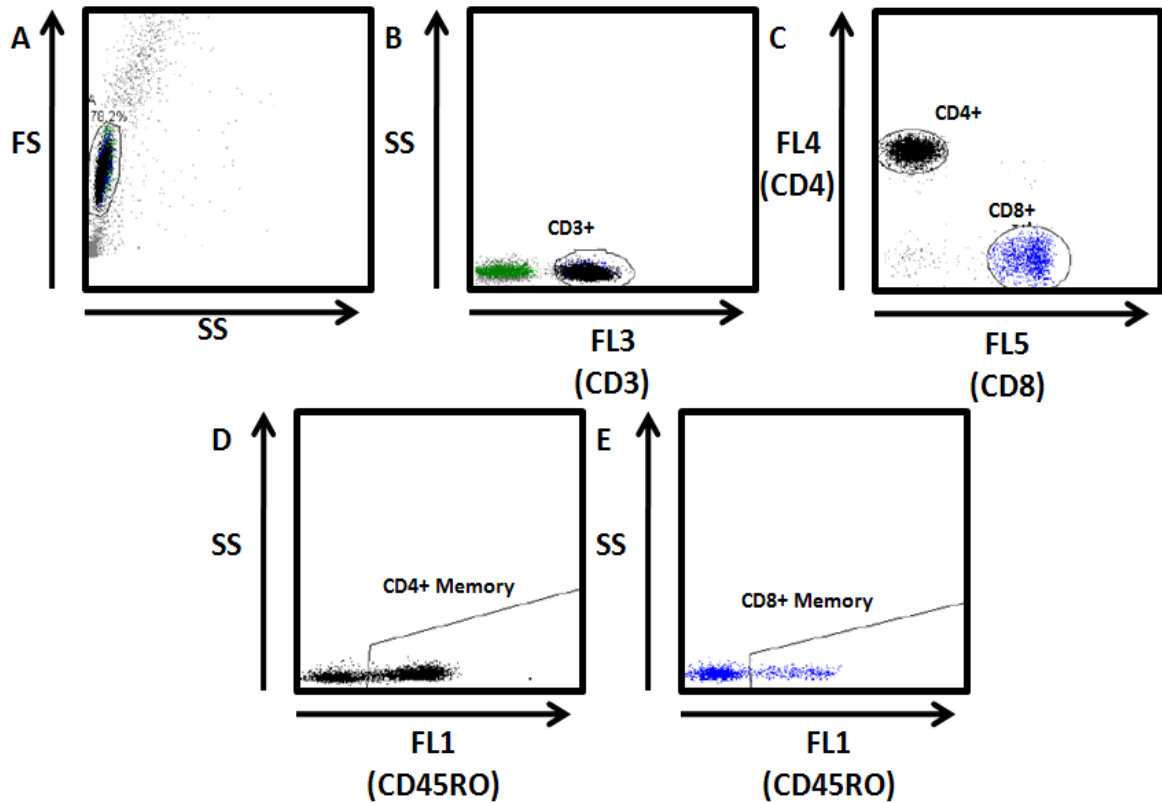 A
FS
A
78.2%
SS
B
SS
CD3+
FL3
(CD3)
C
FL4
(CD4)
CD4+
CD8+
FL5
(CD8)
D
SS
CD4+ Memory
FL1
(CD45RO)
E
SS
CD8+ Memory
FL1
(CD45RO)